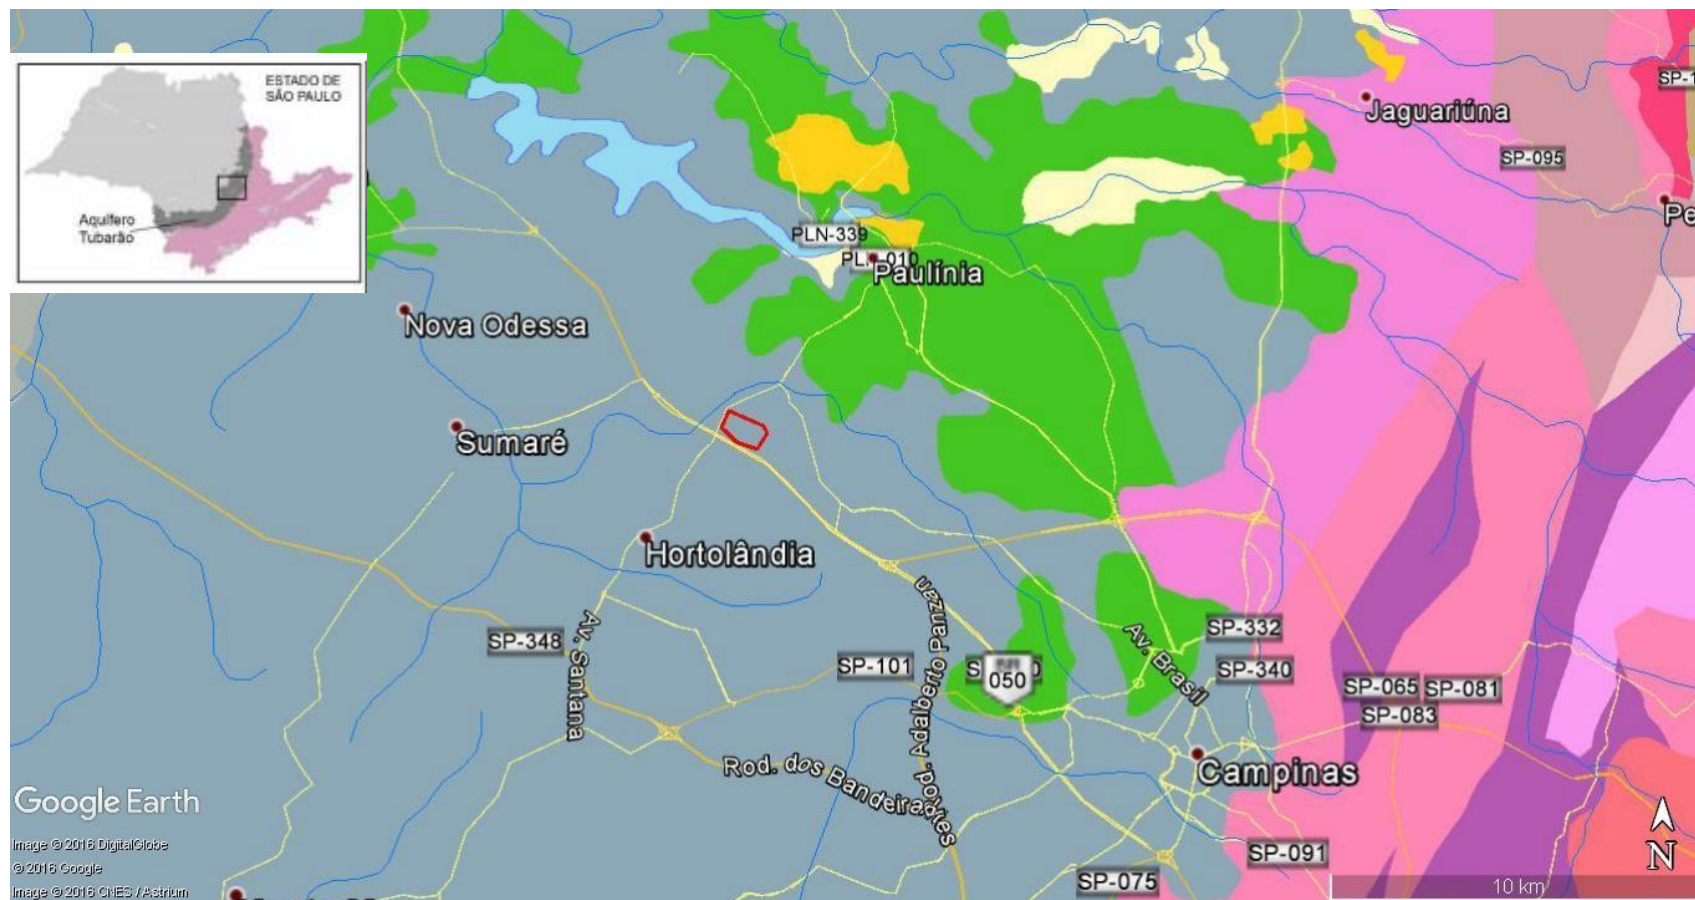 ESTADO DE
SÃO PAULO
Aquífero
Tubarão
SP-1
Jaguariúna
SP-095
Pe
PLN-339
Paulínia
Nova Odessa
Sumaré
Hortolândia
Av. Santana
SP-348
SP-101
Rod. Adalberto Panzan
050
Av. Brasil
SP-332
SP-340
SP-065
SP-081
SP-083
Campinas
Rod. dos Bandeirantes
SP-091
SP-075
Google Earth
Image © 2016 DigitalGlobe
© 2016 Google
Image © 2016 CNES / Astrium
N
10 km